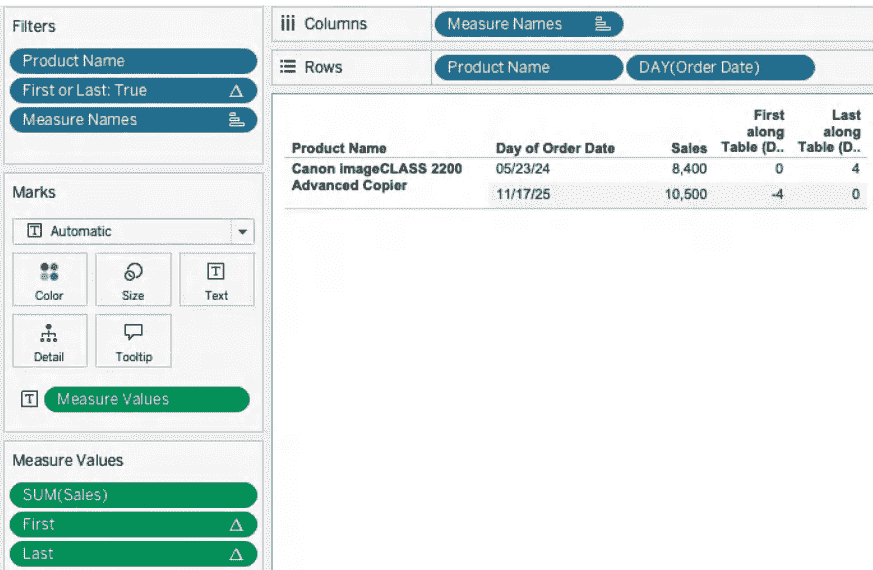 Filters
Product Name
First or Last: True
Measure Names
Marks
Automatic
Color
Size
Text
Detail
Tooltip
Measure Values
Measure Values
SUM(Sales)
First
Last
Columns
Measure Names
Rows
Product Name
DAY(Order Date)
Product Name
Day of Order Date
Sales
First
along
Table (D..
Last
along
Table (D..
Canon imageCLASS 2200
Advanced Copier
05/23/24
8,400
0
4
11/17/25
10,500
-4
0